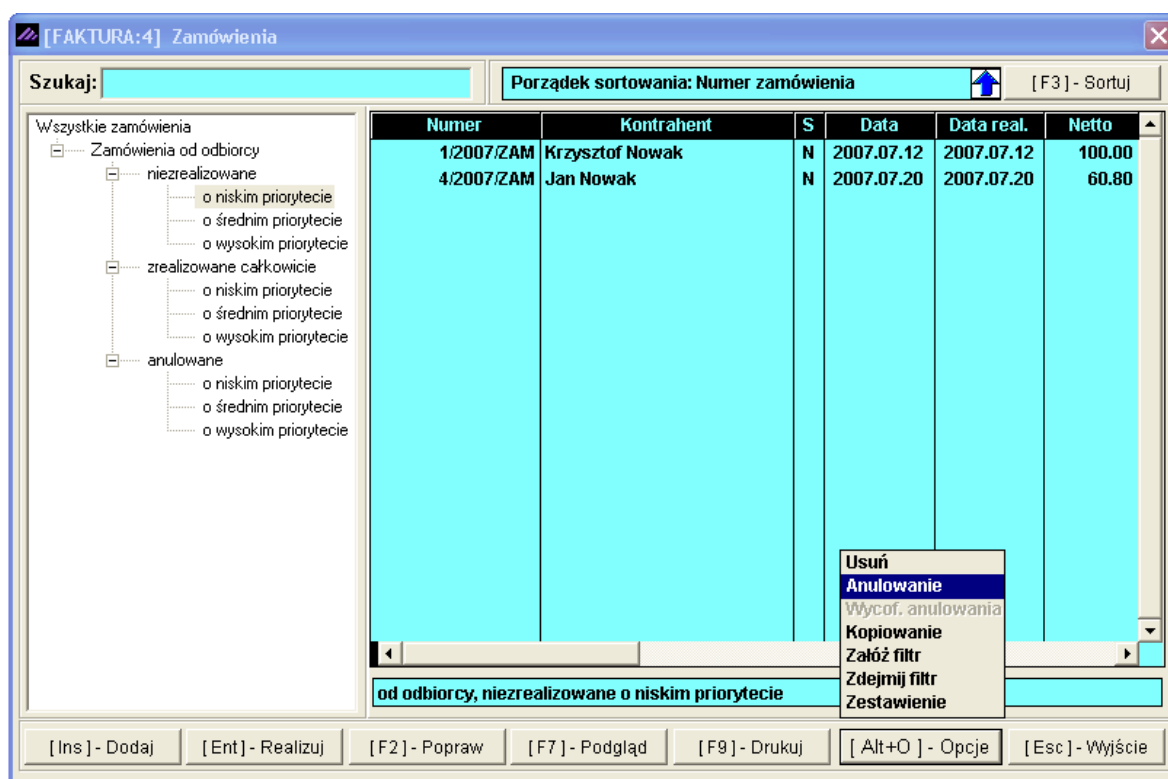 [FAKTURA:4] Zamówienia
Szukaj:
Porządek sortowania: Numer zamówienia
[ F3 ] - Sortuj
Wszystkie zamówienia
Zamówienia od odbiorcy
niezrealizowane
o niskim priorytecie
o średnim priorytecie
o wysokim priorytecie
zrealizowane całkowicie
o niskim priorytecie
o średnim priorytecie
o wysokim priorytecie
anulowane
o niskim priorytecie
o średnim priorytecie
o wysokim priorytecie
Numer Kontrahent S Data Data real. Netto
1/2007/ZAM Krzysztof Nowak N 2007.07.12 2007.07.12 100.00
4/2007/ZAM Jan Nowak N 2007.07.20 2007.07.20 60.80
Usuń
Anulowanie
Wycof. anulowania
Kopiowanie
Załóż filtr
Zdejmij filtr
Zestawienie
od odbiorcy, niezrealizowane o niskim priorytecie
[ Ins ] - Dodaj [ Ent ] - Realizuj [ F2 ] - Popraw [ F7 ] - Podgląd [ F9 ] - Drukuj [ Alt+O ] - Opcje [ Esc ] - Wyjście